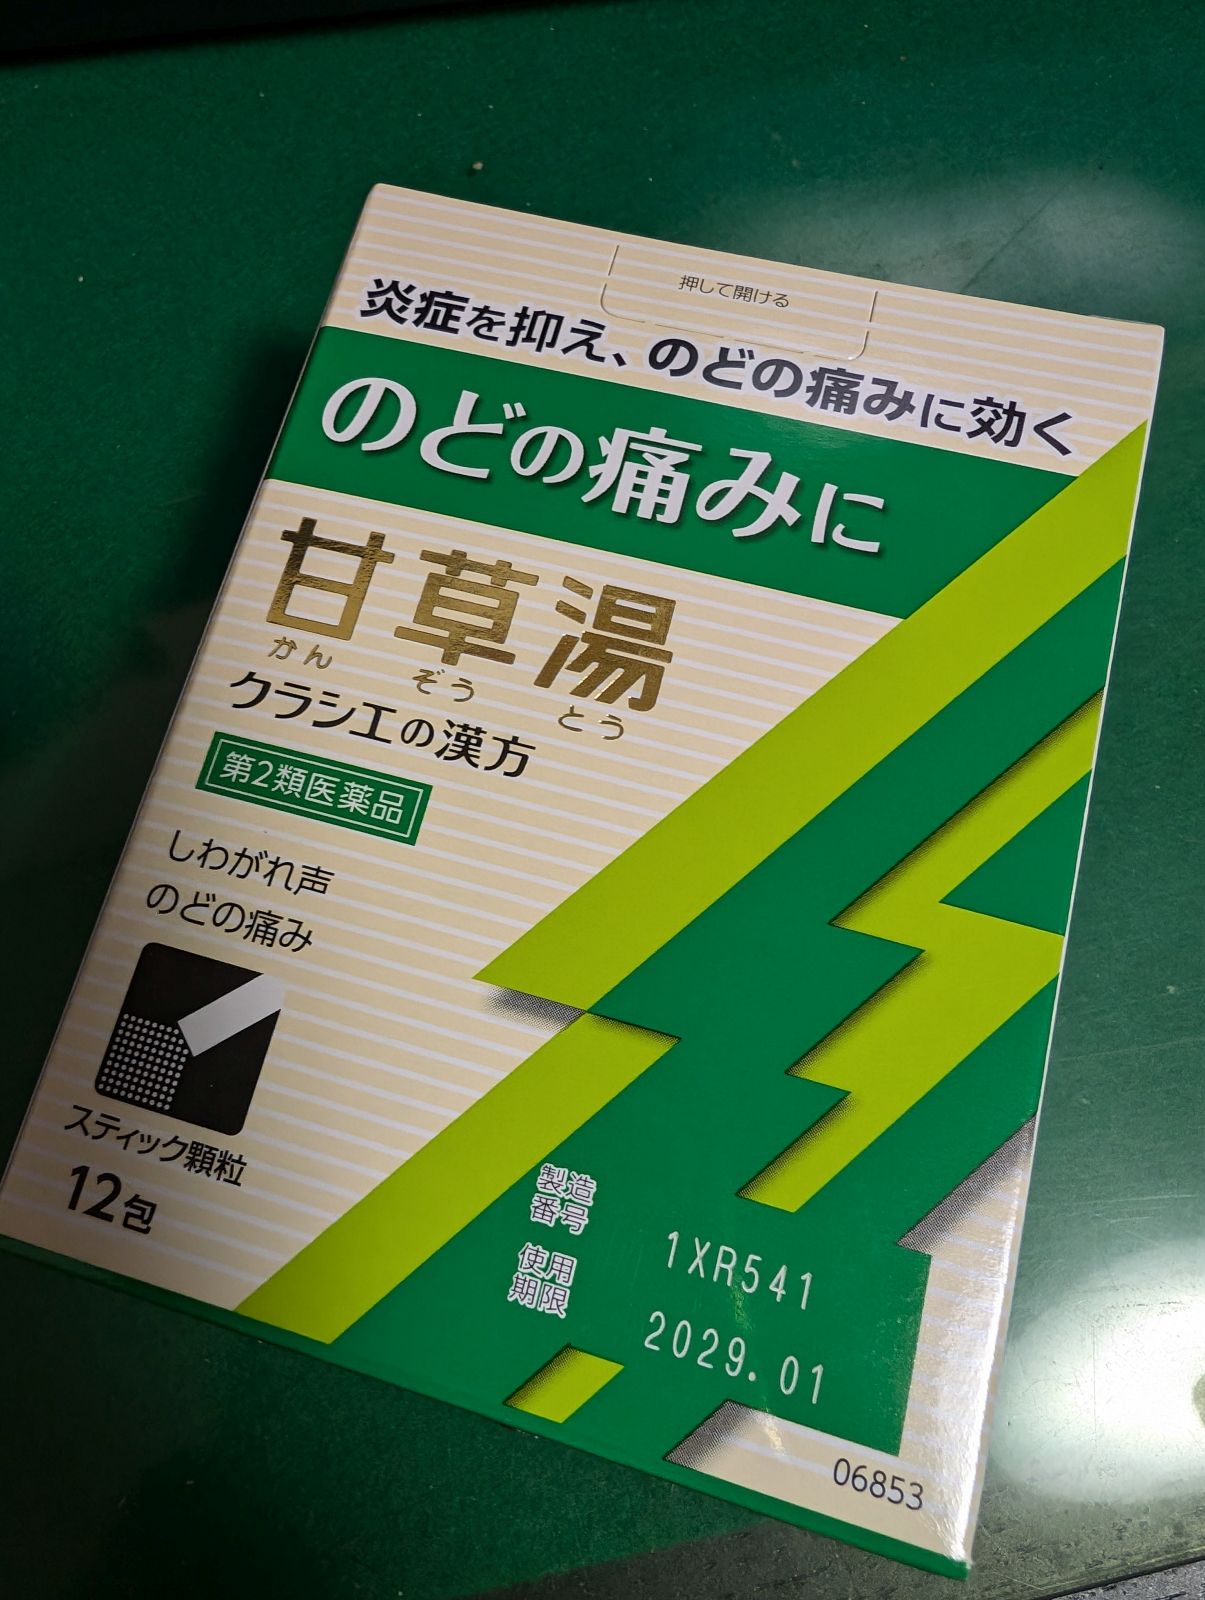 押して開ける
炎症を抑え、のどの痛みに効く
のどの痛みに
甘草湯
かんぞうとう
クラシエの漢方
第2類医薬品
しわがれ声
のどの痛み
スティック顆粒
12包
製造番号 1XR541
使用期限 2029.01
06853